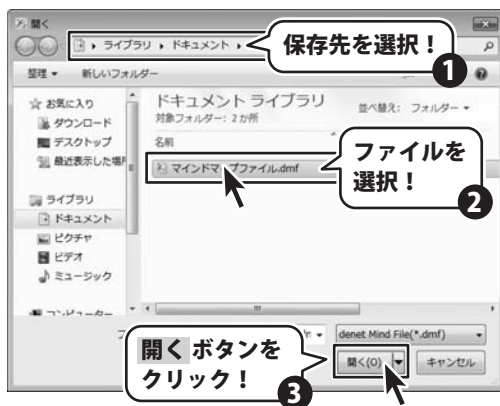 開く
ライブラリ ▸ ドキュメント ▸
保存先を選択！
1
整理 ▼ 新しいフォルダー
お気に入り
ダウンロード
デスクトップ
最近表示した場所
ライブラリ
ドキュメント
ピクチャ
ビデオ
ミュージック
コンピューター
ドキュメント ライブラリ
対象フォルダー: 2 か所
並べ替え: フォルダー ▼
名前
マインドマップファイル.dmf
ファイルを
選択！
2
denet Mind File(*.dmf)
開く(O)
キャンセル
開く ボタンを
クリック！
3